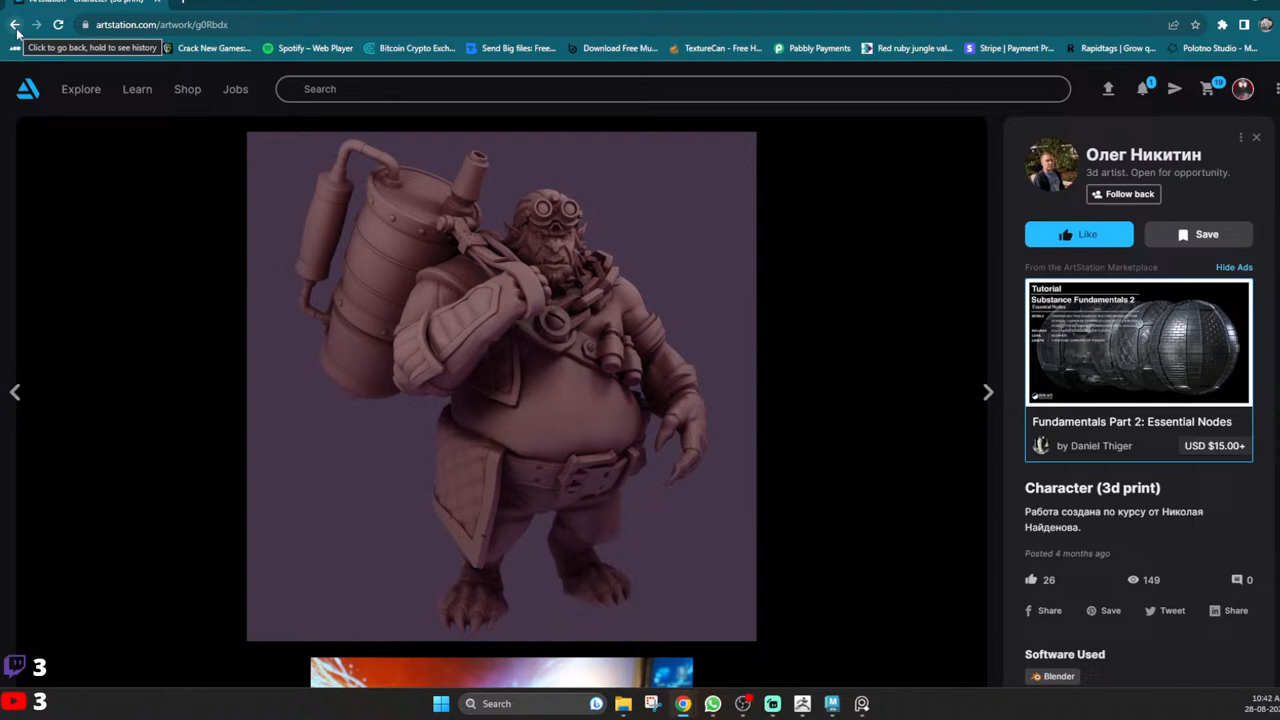 artstation.com/artwork/g0Rbdx
Click to go back, hold to see history
Crack New Games:...
Spotify – Web Player
Bitcoin Crypto Exch...
Send Big files: Free...
Download Free Mu...
TextureCan - Free H...
Pabbly Payments
Red ruby jungle val...
Stripe | Payment Pr...
Rapidtags | Grow q...
Polotno Studio - M...
Explore
Learn
Shop
Jobs
Search
1
19
Олег Никитин
3d artist. Open for opportunity.
Follow back
Like
Save
From the ArtStation Marketplace
Hide Ads
Tutorial
Substance Fundamentals 2
Essential Nodes
Fundamentals Part 2: Essential Nodes
by Daniel Thiger
USD $15.00+
Character (3d print)
Работа создана по курсу от Николая
Найденова.
Posted 4 months ago
26
149
0
Share
Save
Tweet
Share
Software Used
Blender
3
3
Search
10:42 A
28-08-20